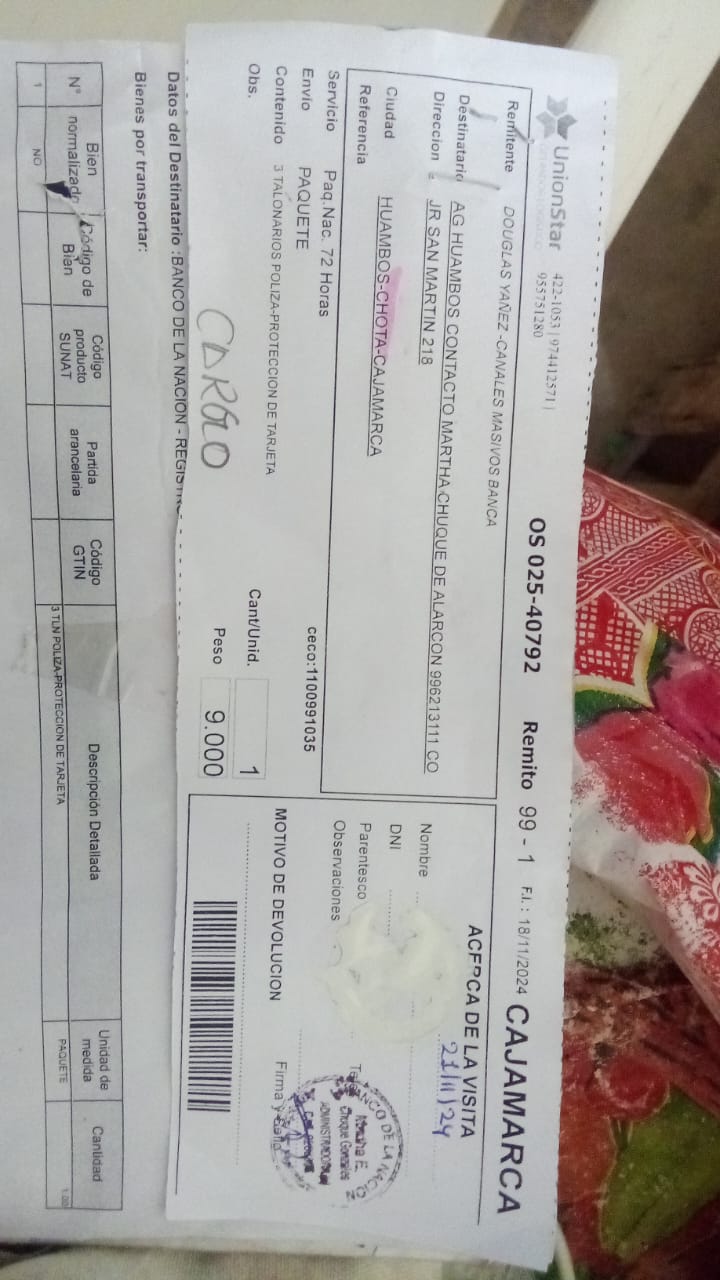 UnionStar 422-1053 | 974412571 |
955751280
OS 025-40792 Remito 99 - 1 F.I. : 18/11/2024 CAJAMARCA
Remitente DOUGLAS YAÑEZ -CANALES MASIVOS BANCA
Destinatario AG HUAMBOS CONTACTO MARTHA CHUQUE DE ALARCON 996213111 CO
Direccion JR SAN MARTIN 218
Ciudad HUAMBOS-CHOTA-CAJAMARCA
Referencia
Servicio Paq.Nac. 72 Horas
Envio PAQUETE ceco:1100991035
Contenido 3 TALONARIOS POLIZA-PROTECCION DE TARJETA
Obs. Cant/Unid. 1
CARGO
Peso 9.000
ACERCA DE LA VISITA
21/11/24
Nombre
DNI
Parentesco
Observaciones
MOTIVO DE DEVOLUCION Firma y
BANCO DE LA
Martha E.
Chuque Gonzales
Datos del Destinatario :BANCO DE LA NACION -
Bienes por transportar:
N° Bien normalizado Código de Bien Código producto SUNAT Partida arancelaria Código GTIN Descripción Detallada Unidad de medida Cantidad
1 NO 3 TLN POLIZA-PROTECCION DE TARJETA PAQUETE 1.00